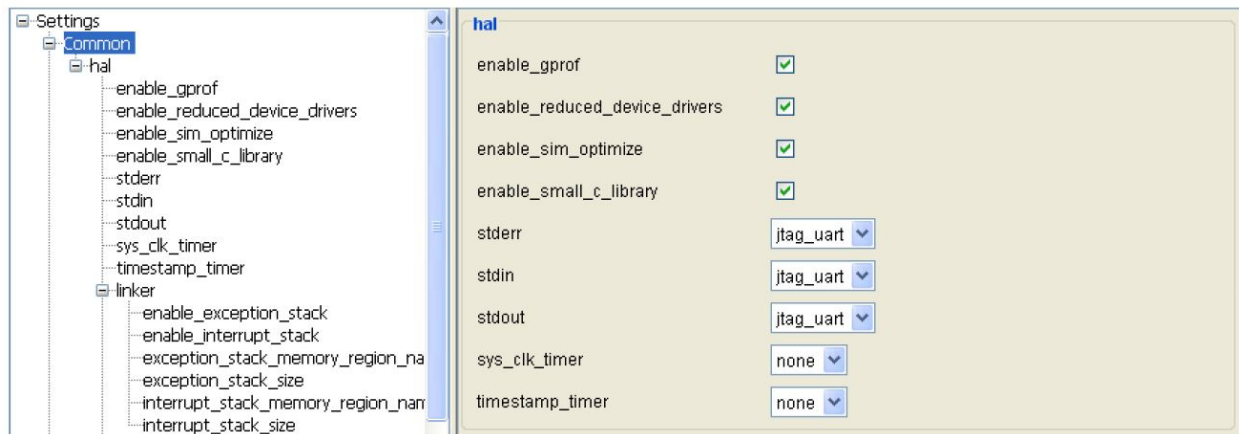 Settings
Common
hal
enable_gprof
enable_reduced_device_drivers
enable_sim_optimize
enable_small_c_library
stderr
stdin
stdout
sys_clk_timer
timestamp_timer
linker
enable_exception_stack
enable_interrupt_stack
exception_stack_memory_region_na
exception_stack_size
interrupt_stack_memory_region_nam
interrupt_stack_size
hal
enable_gprof
enable_reduced_device_drivers
enable_sim_optimize
enable_small_c_library
stderr jtag_uart
stdin jtag_uart
stdout jtag_uart
sys_clk_timer none
timestamp_timer none